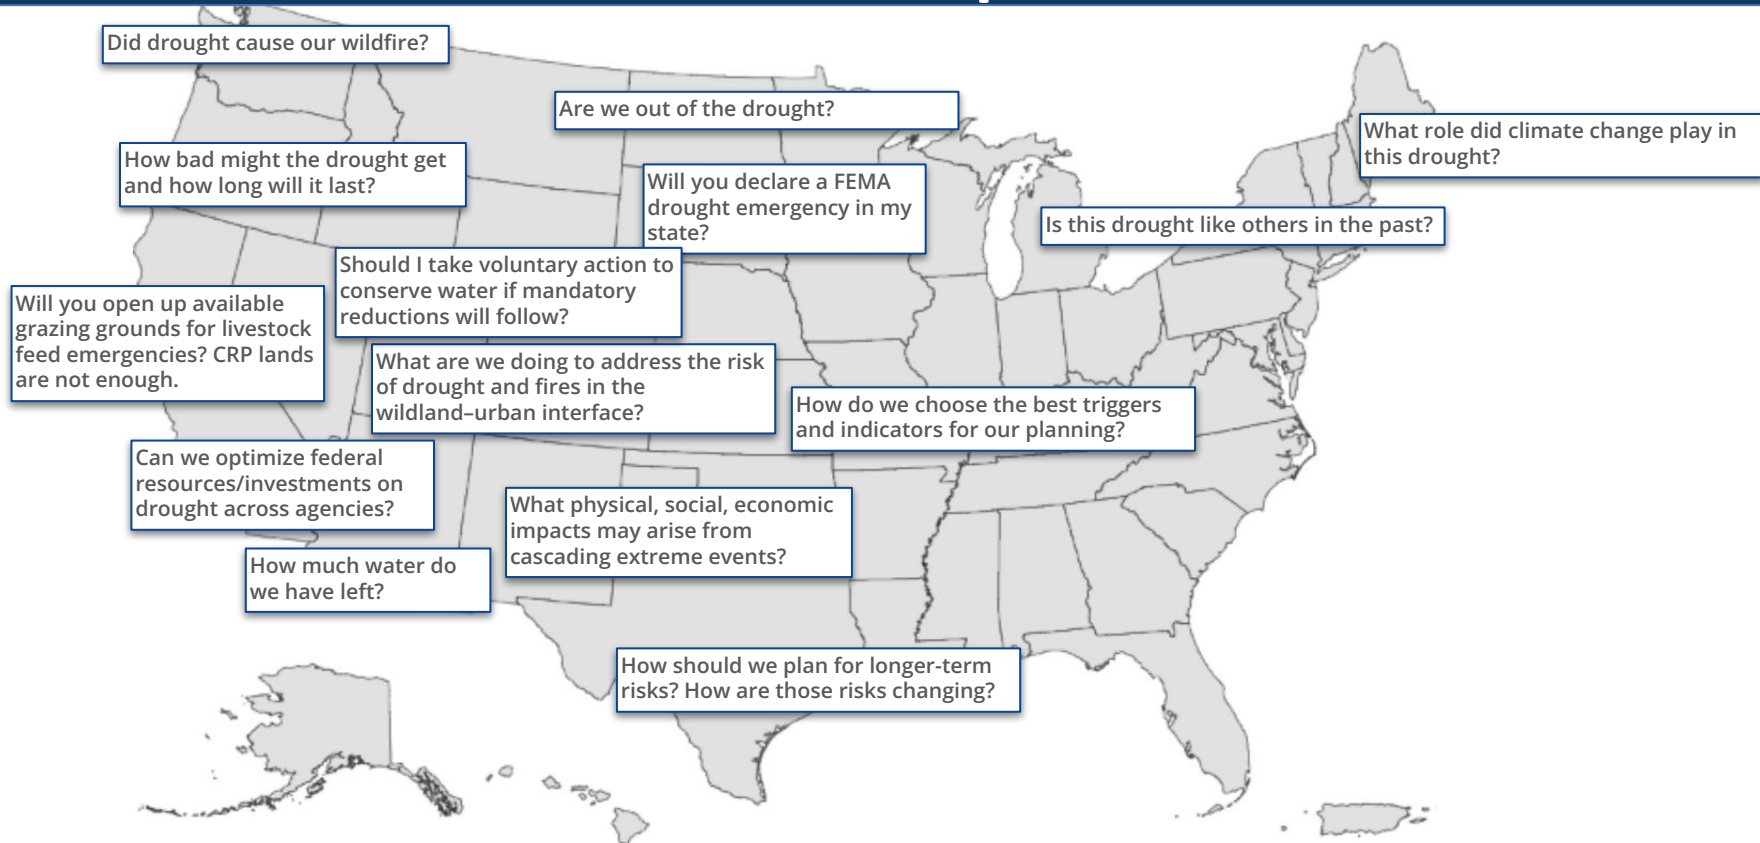 Did drought cause our wildfire?
Are we out of the drought?
What role did climate change play in
this drought?
How bad might the drought get
and how long will it last?
Will you declare a FEMA
drought emergency in my
state?
Is this drought like others in the past?
Should I take voluntary action to
conserve water if mandatory
reductions will follow?
Will you open up available
grazing grounds for livestock
feed emergencies? CRP lands
are not enough.
What are we doing to address the risk
of drought and fires in the
wildland–urban interface?
How do we choose the best triggers
and indicators for our planning?
Can we optimize federal
resources/investments on
drought across agencies?
What physical, social, economic
impacts may arise from
cascading extreme events?
How much water do
we have left?
How should we plan for longer-term
risks? How are those risks changing?